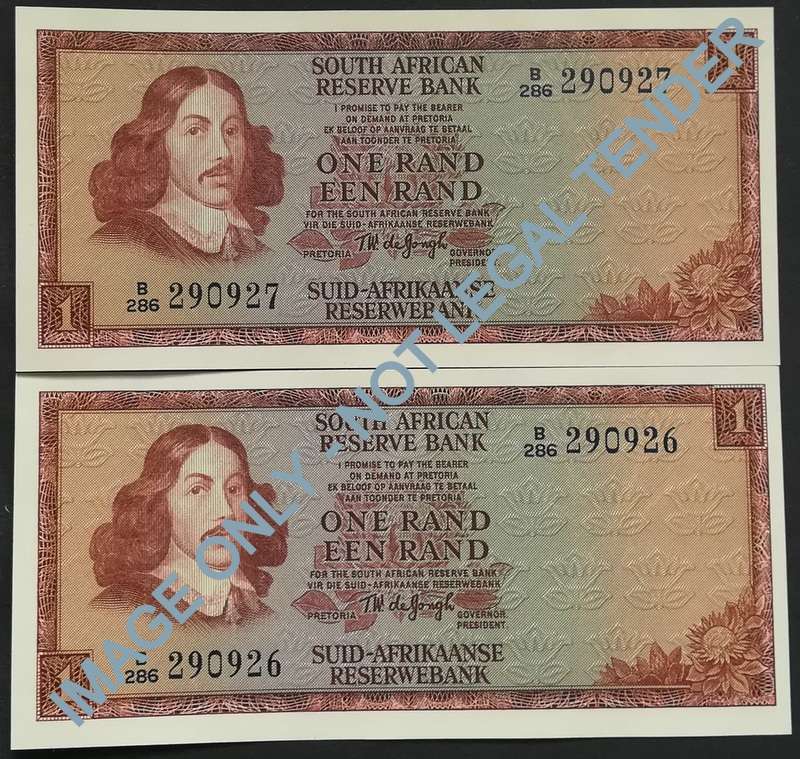 1
SOUTH AFRICAN
RESERVE BANK
B
286 290927
I PROMISE TO PAY THE BEARER
ON DEMAND AT PRETORIA
EK BELOOF OP AANVRAAG TE BETAAL
AAN TOONDER TE PRETORIA
ONE RAND
EEN RAND
FOR THE SOUTH AFRICAN RESERVE BANK
VIR DIE SUID-AFRIKAANSE RESERWEBANK
T W de Jongh
PRETORIA GOVERNOR
PRESIDENT
B
286 290927
SUID-AFRIKAANSE
RESERWEBANK
1
1
SOUTH AFRICAN
RESERVE BANK
B
286 290926
I PROMISE TO PAY THE BEARER
ON DEMAND AT PRETORIA
EK BELOOF OP AANVRAAG TE BETAAL
AAN TOONDER TE PRETORIA
ONE RAND
EEN RAND
FOR THE SOUTH AFRICAN RESERVE BANK
VIR DIE SUID-AFRIKAANSE RESERWEBANK
T W de Jongh
PRETORIA GOVERNOR.
PRESIDENT.
B
286 290926
SUID-AFRIKAANSE
RESERWEBANK
1
IMAGE ONLY - NOT LEGAL TENDER